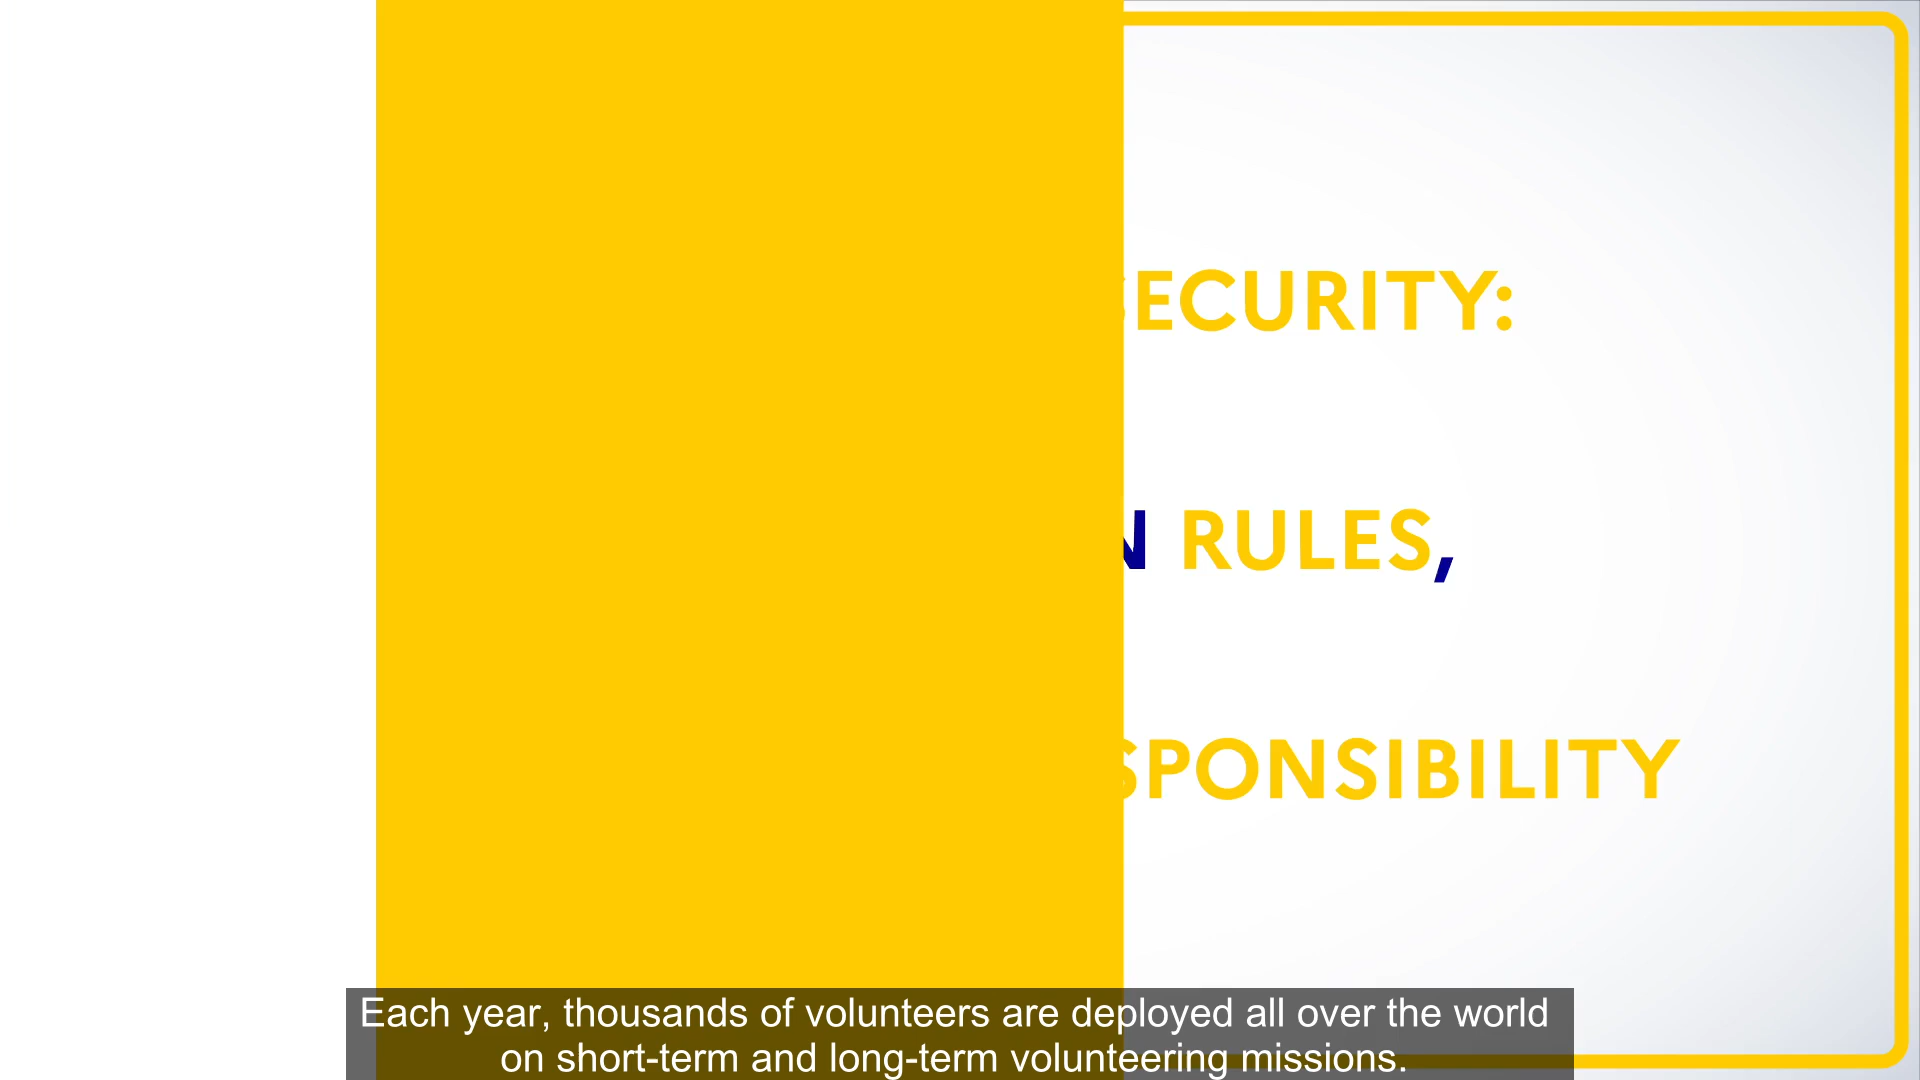 SECURITY:
N RULES,
SPONSIBILITY
Each year, thousands of volunteers are deployed all over the world
on short-term and long-term volunteering missions.